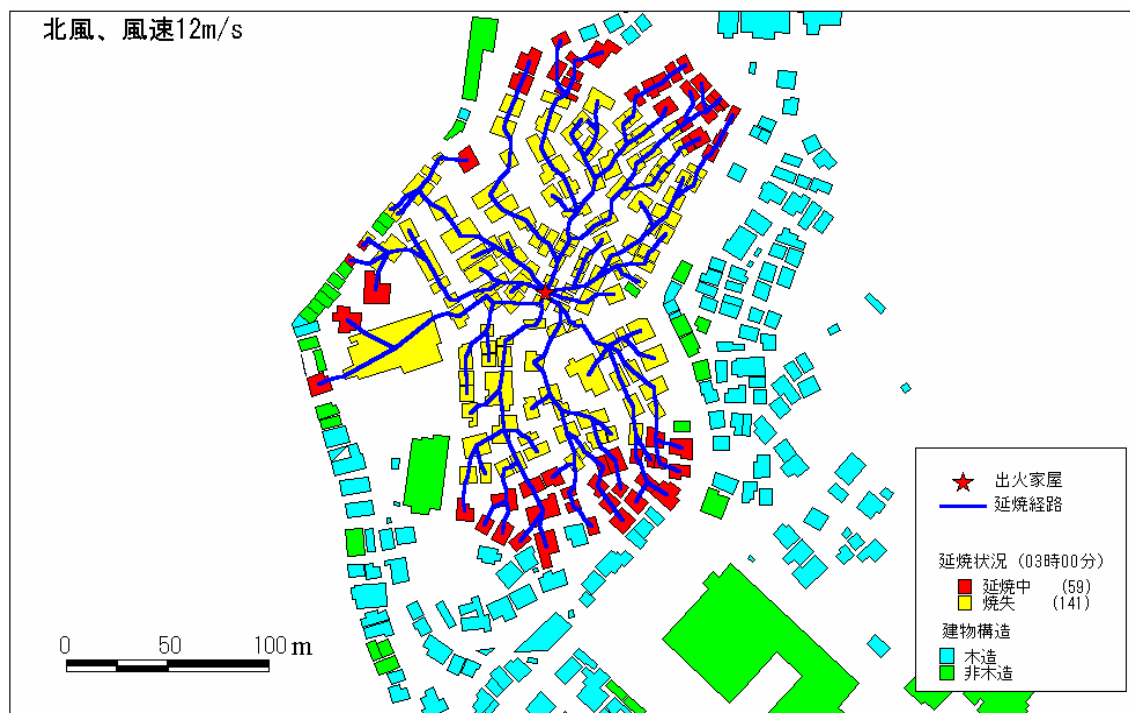 北風、風速12m/s
0 50 100 m
出火家屋
延焼経路
延焼状況 (03時00分)
延焼中 (59)
焼失 (141)
建物構造
木造
非木造